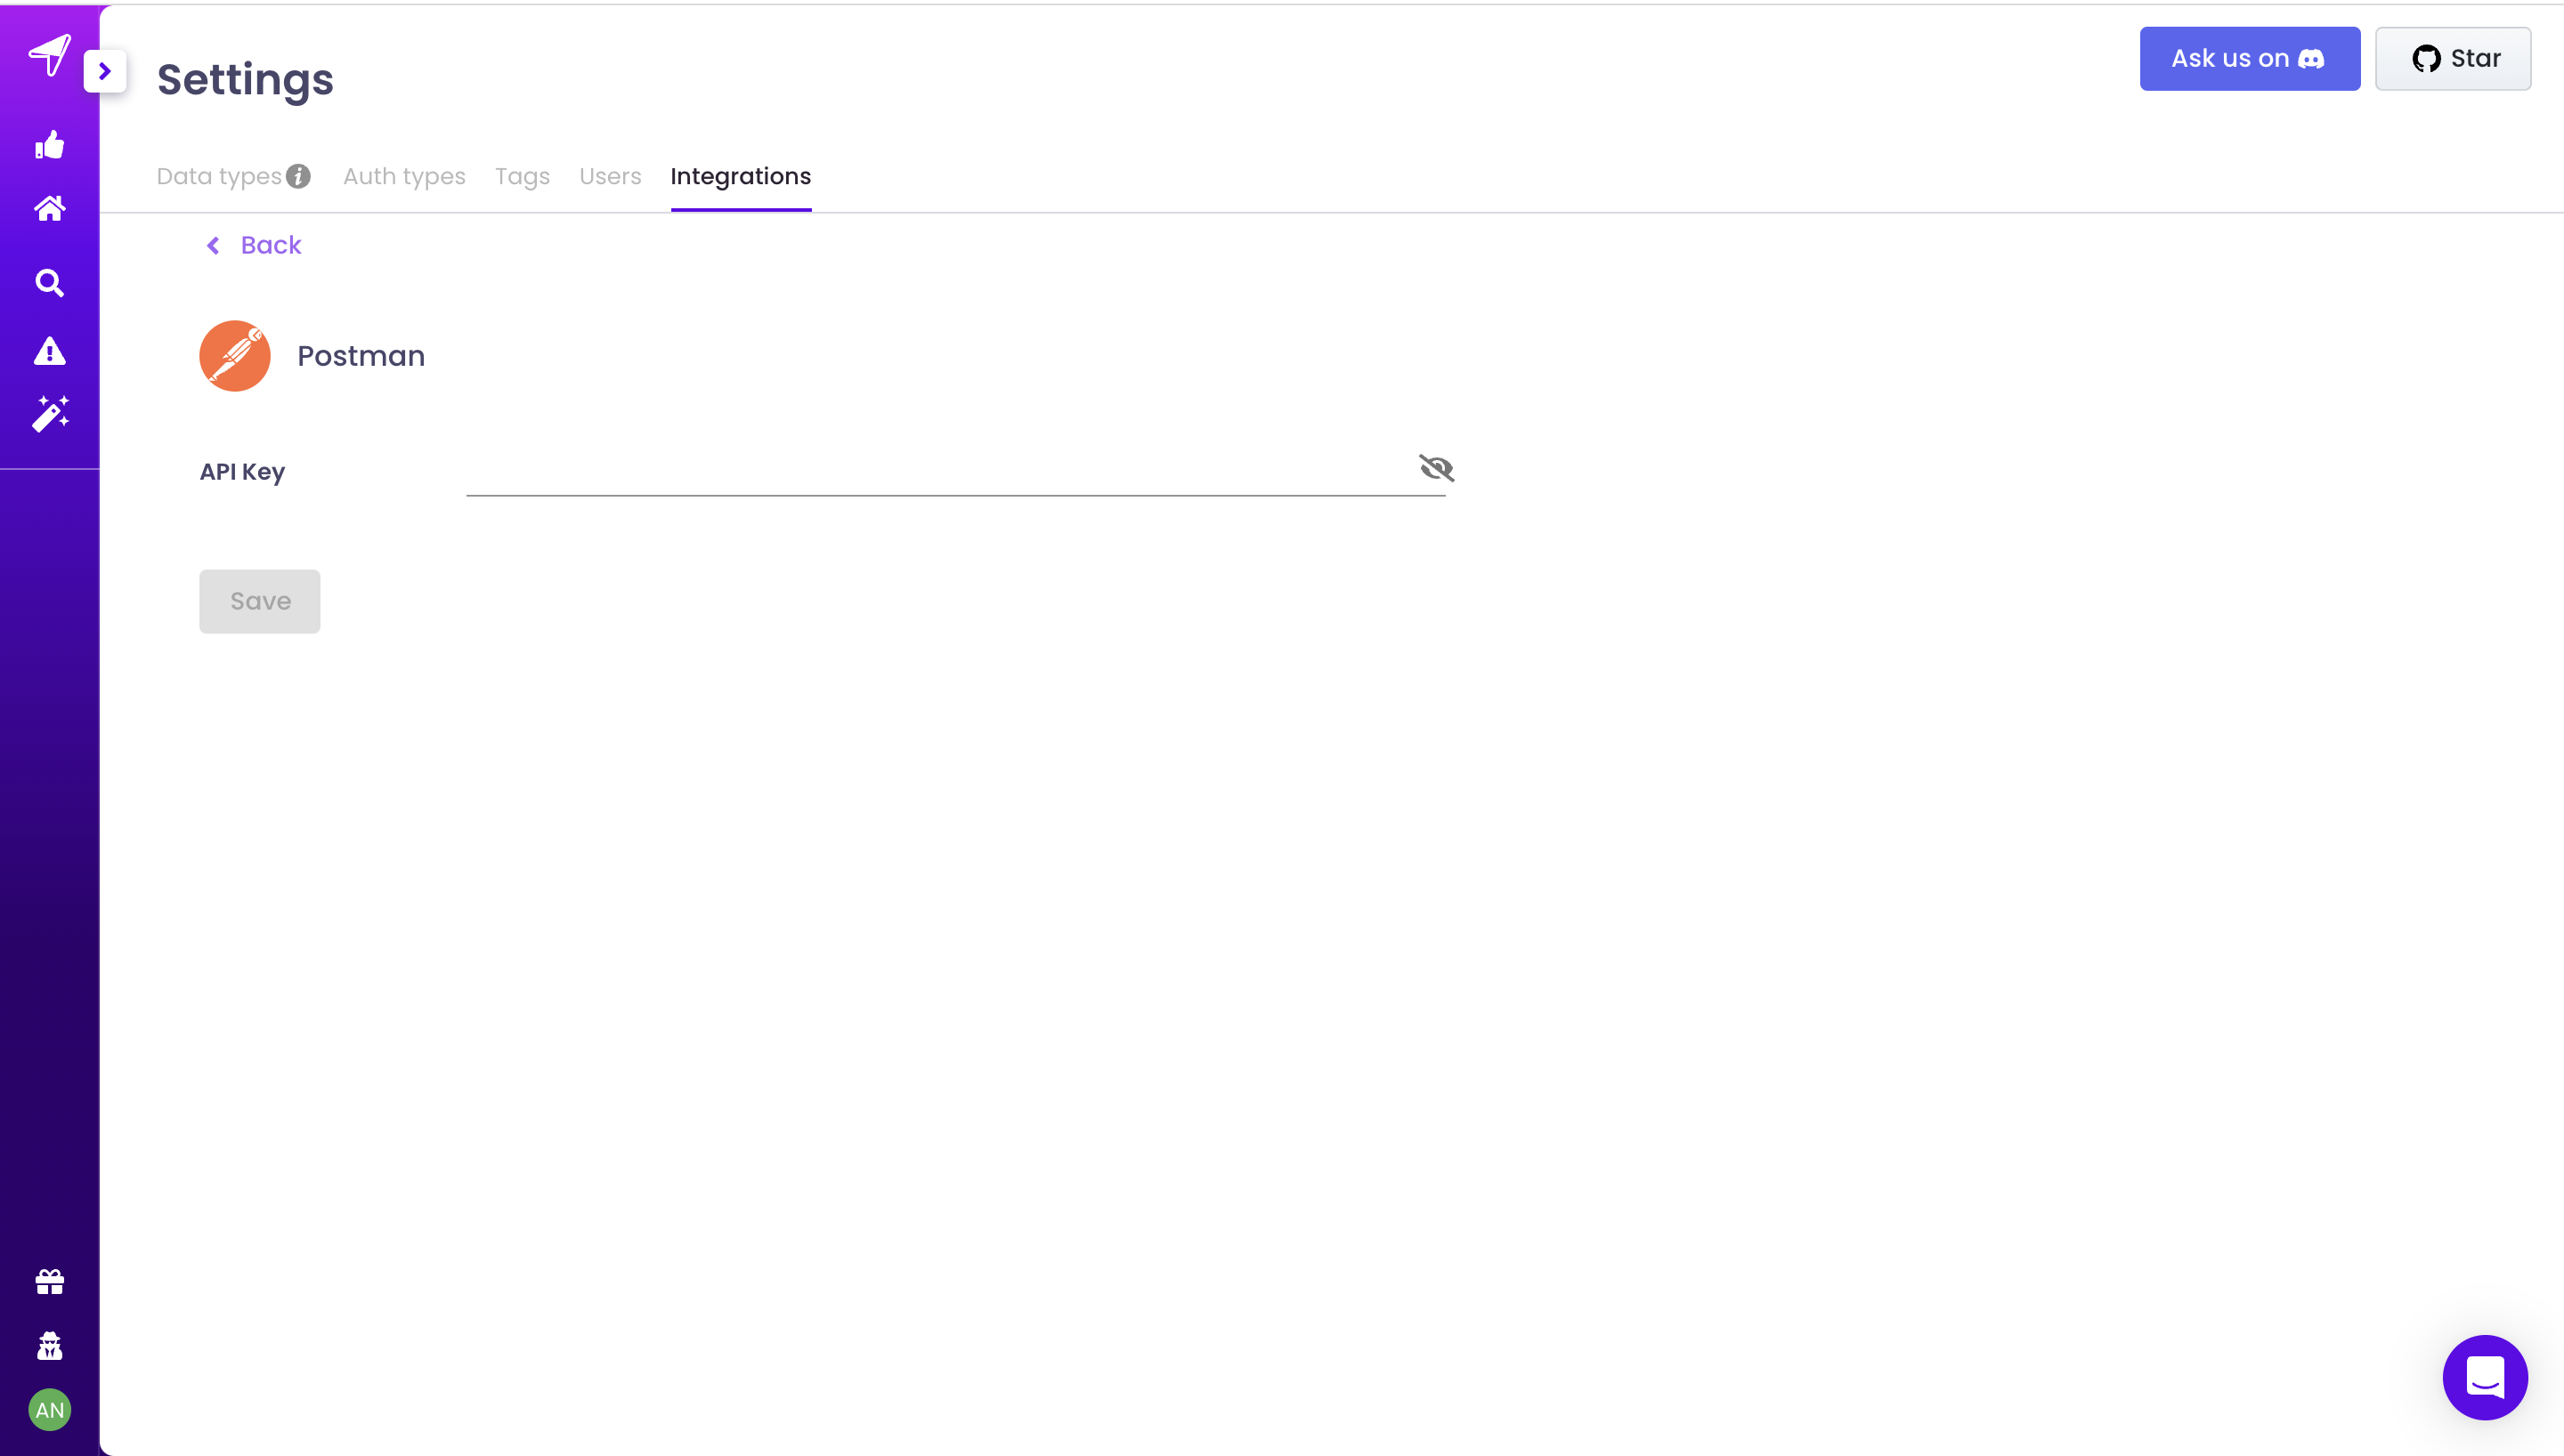 Settings
Ask us on
Star
Data types Auth types Tags Users Integrations
Back
Postman
API Key
Save
AN